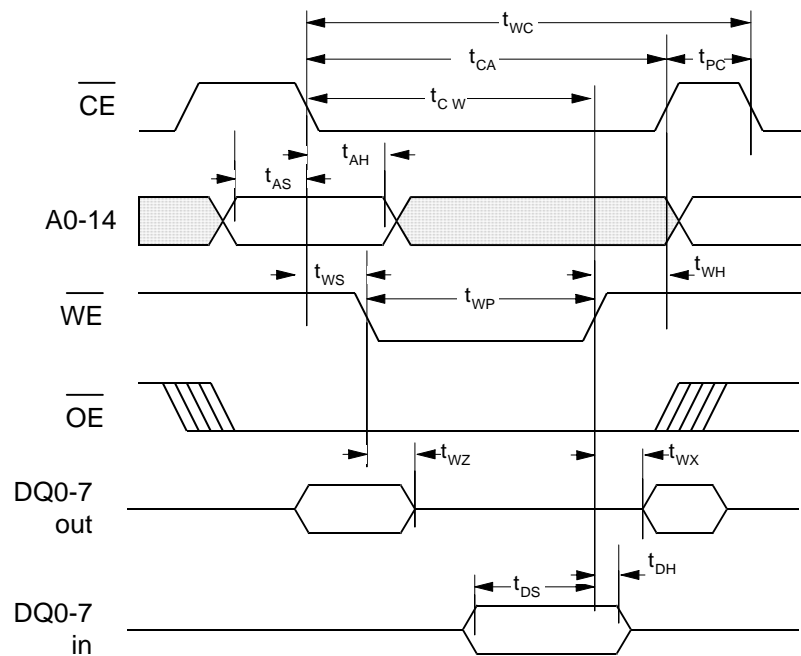 tWC
tCA
tPC
CE
tC W
tAH
tAS
A0-14
tWS
tWH
tWP
WE
OE
tWZ
tWX
DQ0-7
out
tDH
tDS
DQ0-7
in